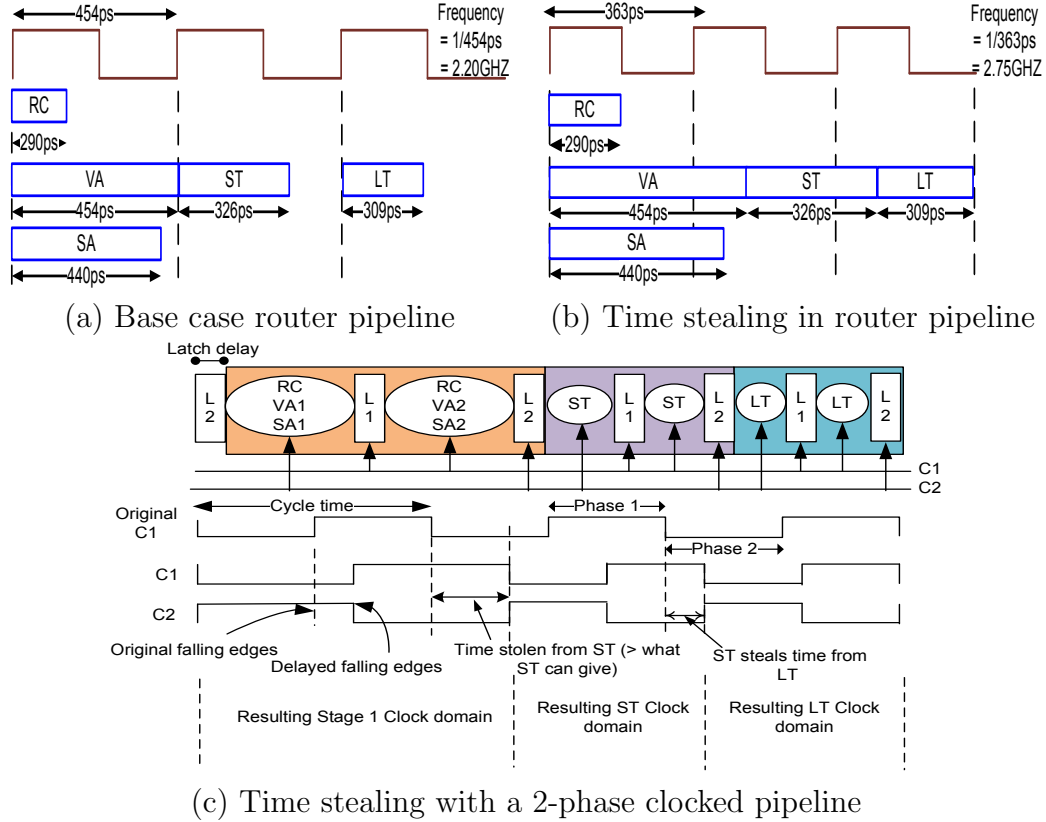 454ps
Frequency
= 1/454ps
= 2.20GHZ
RC
290ps
VA
ST
LT
454ps
326ps
309ps
SA
440ps
(a) Base case router pipeline
363ps
Frequency
= 1/363ps
= 2.75GHZ
RC
290ps
VA
ST
LT
454ps
326ps
309ps
SA
440ps
(b) Time stealing in router pipeline
Latch delay
L
2
RC
VA1
SA1
L
1
RC
VA2
SA2
L
2
ST
L
1
ST
L
2
LT
L
1
LT
L
2
C1
C2
Cycle time
Phase 1
Original
C1
Phase 2
C1
C2
Original falling edges
Delayed falling edges
Time stolen from ST (> what
ST can give)
ST steals time from
LT
Resulting Stage 1 Clock domain
Resulting ST Clock
domain
Resulting LT Clock
domain
(c) Time stealing with a 2-phase clocked pipeline